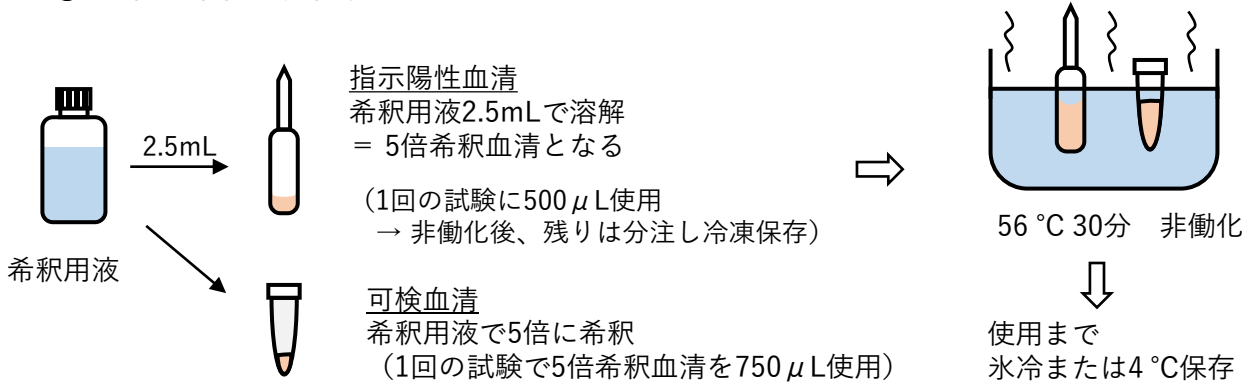 指示陽性血清
希釈用液2.5mLで溶解
= 5倍希釈血清となる
(1回の試験に500μL使用
→ 非働化後、残りは分注し冷凍保存)
2.5mL
希釈用液
可検血清
希釈用液で5倍に希釈
(1回の試験で5倍希釈血清を750μL使用)
56 °C 30分　非働化
使用まで
氷冷または4 °C保存